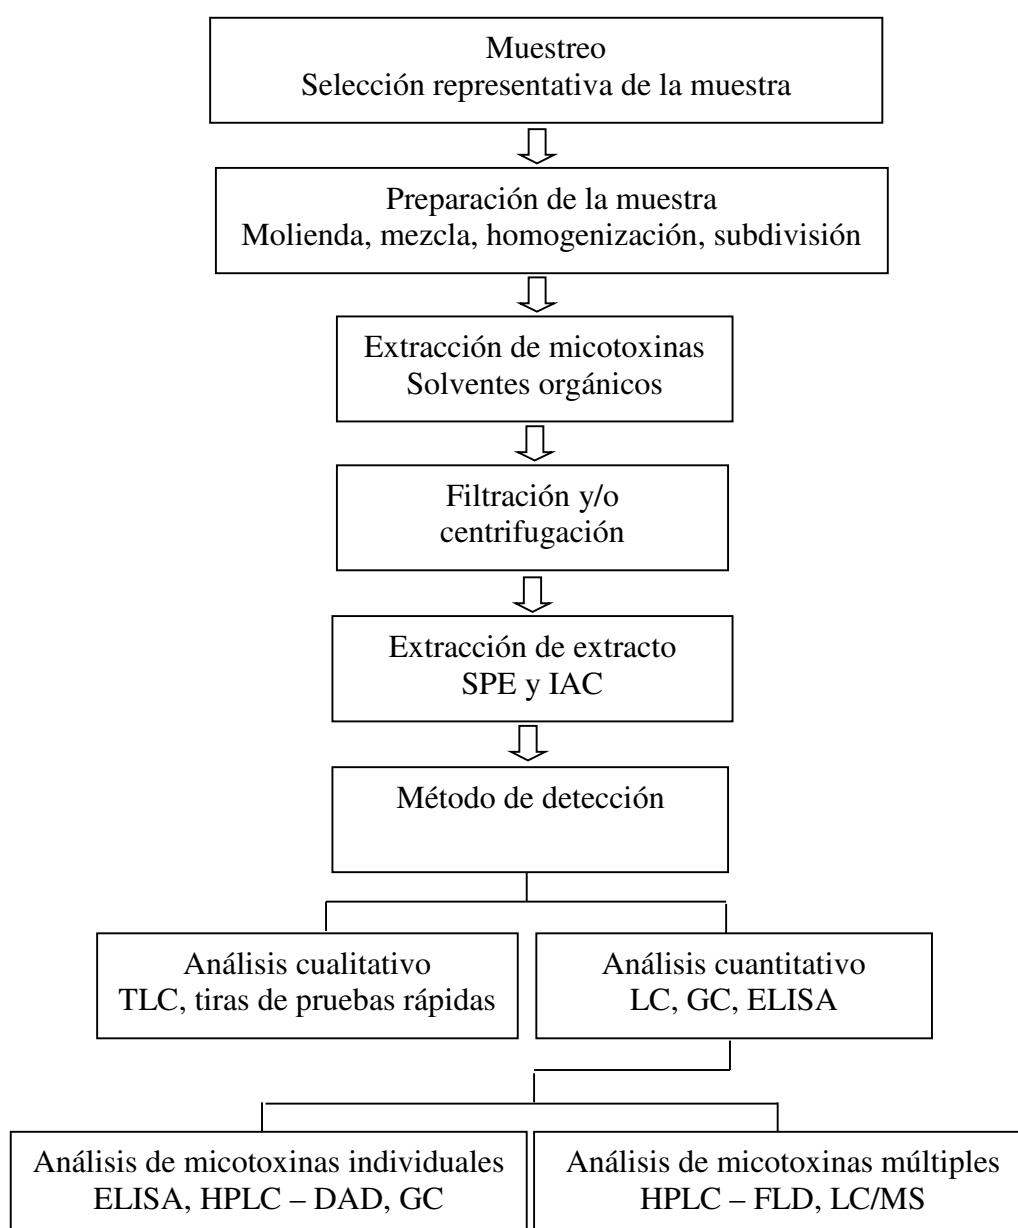 Muestreo
Selección representativa de la muestra
Preparación de la muestra
Molienda, mezcla, homogenización, subdivisión
Extracción de micotoxinas
Solventes orgánicos
Filtración y/o
centrifugación
Extracción de extracto
SPE y IAC
Método de detección
Análisis cualitativo
TLC, tiras de pruebas rápidas
Análisis cuantitativo
LC, GC, ELISA
Análisis de micotoxinas individuales
ELISA, HPLC – DAD, GC
Análisis de micotoxinas múltiples
HPLC – FLD, LC/MS